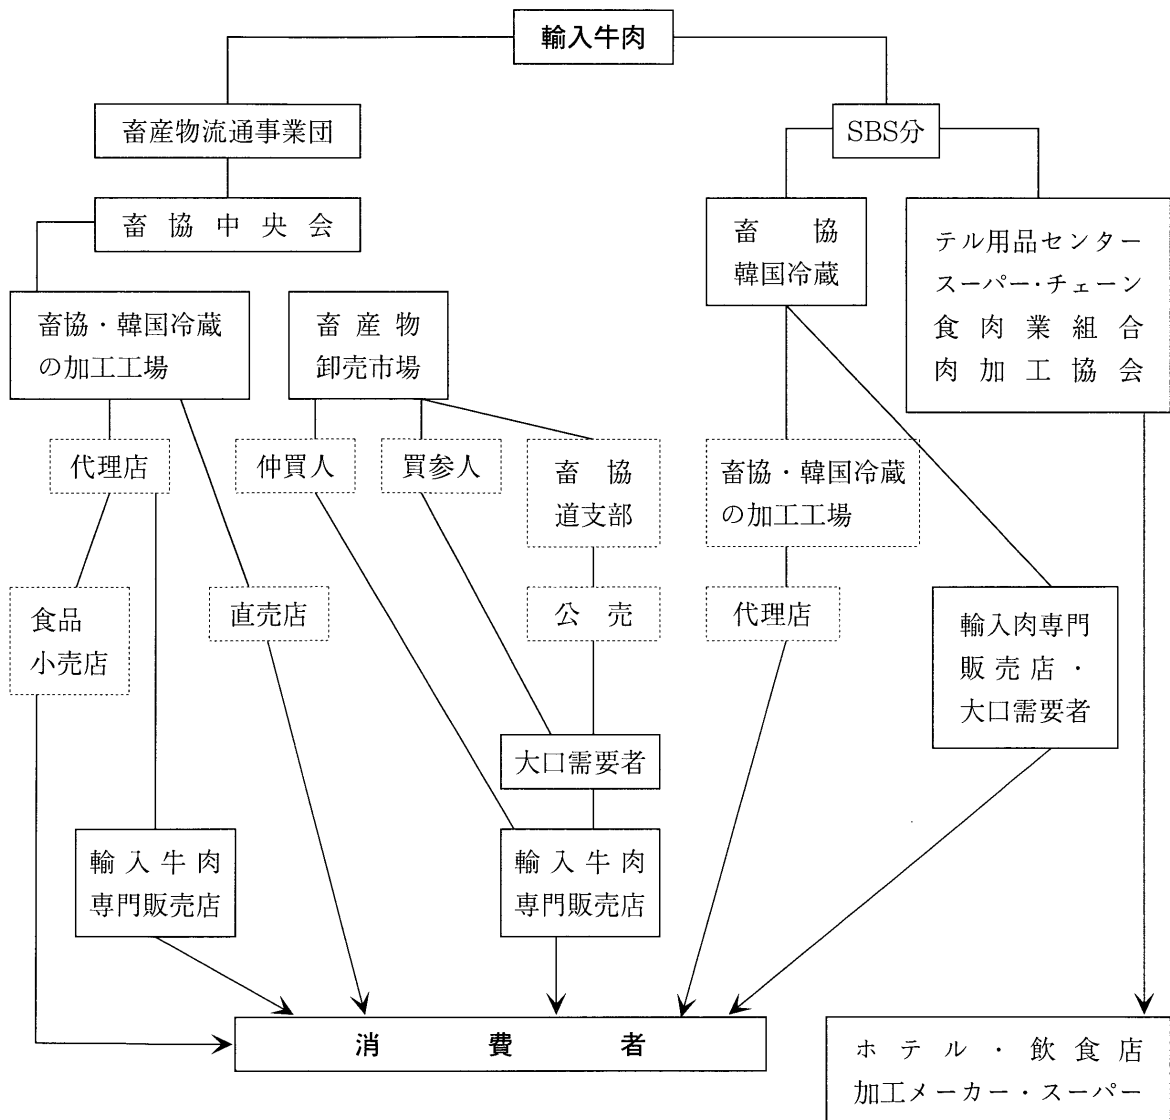 輸入牛肉
畜産物流通事業団
SBS分
畜協中央会
畜協
韓国冷蔵
テル用品センター
スーパー・チェーン
食肉業組合
肉加工協会
畜協・韓国冷蔵
の加工工場
畜産物
卸売市場
代理店
仲買人
買参人
畜協
道支部
畜協・韓国冷蔵
の加工工場
食品
小売店
直売店
公売
代理店
輸入肉専門
販売店・
大口需要者
大口需要者
輸入牛肉
専門販売店
輸入牛肉
専門販売店
消費者
ホテル・飲食店
加工メーカー・スーパー